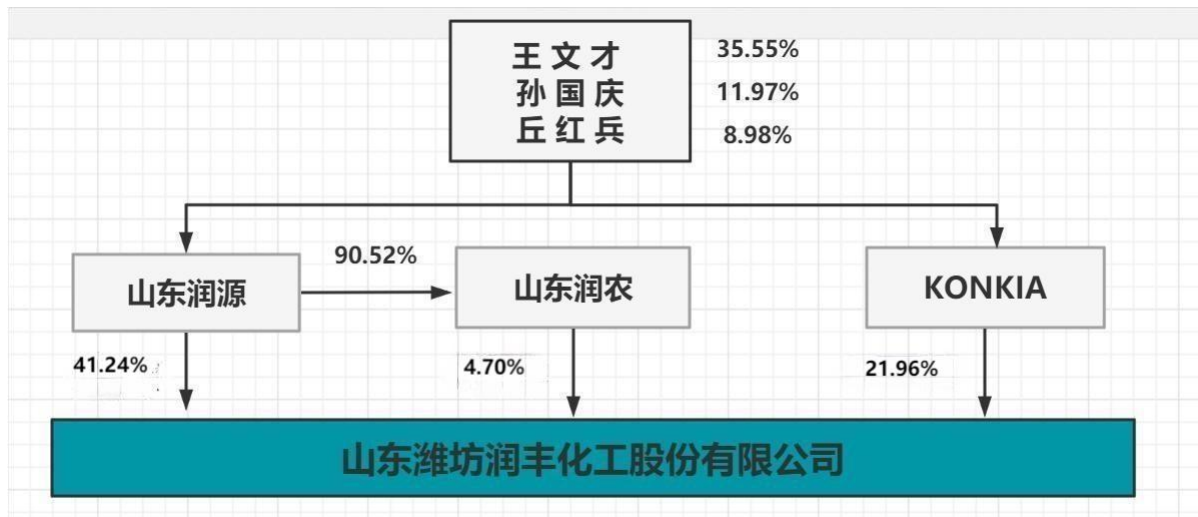 王文才
35.55%
孙国庆
11.97%
丘红兵
8.98%
90.52%
山东润源
山东润农
KONKIA
41.24%
4.70%
21.96%
山东潍坊润丰化工股份有限公司